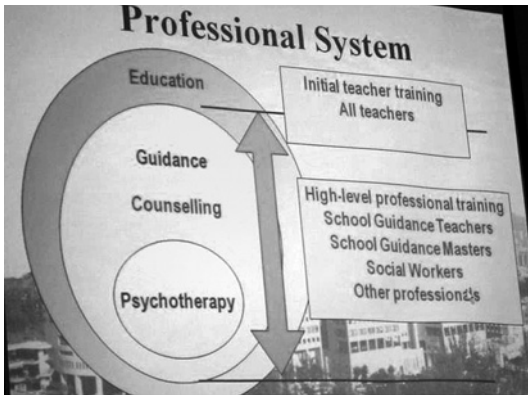 Professional System
Education
Initial teacher training
All teachers
Guidance
Counselling
Psychotherapy
High-level professional training
School Guidance Teachers
School Guidance Masters
Social Workers
Other professionals